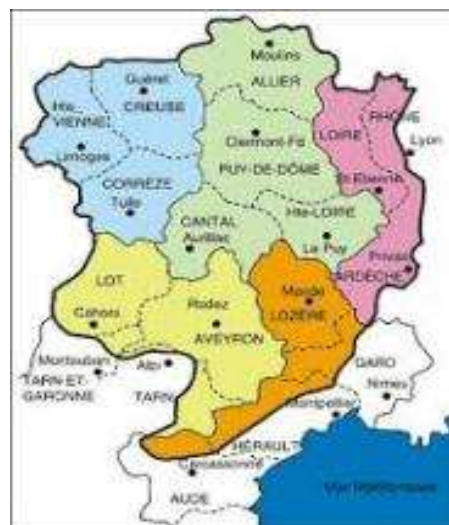 Moulins
ALLIER
Guéret
CREUSE
Hte
VIENNE
Limoges
Clermont-Fd
PUY-DE-DÔME
LOIRE
RHÔNE
Lyon
St-Etienne
CORRÈZE
Tulle
CANTAL
Aurillac
Hte-LOIRE
Le Puy
Privas
ARDÈCHE
LOT
Cahors
Rodez
AVEYRON
Mende
LOZÈRE
Montauban
TARN-ET-
GARONNE
Albi
TARN
GARD
Nîmes
Montpellier
HÉRAULT
Carcassonne
AUDE
Mer Méditerranée